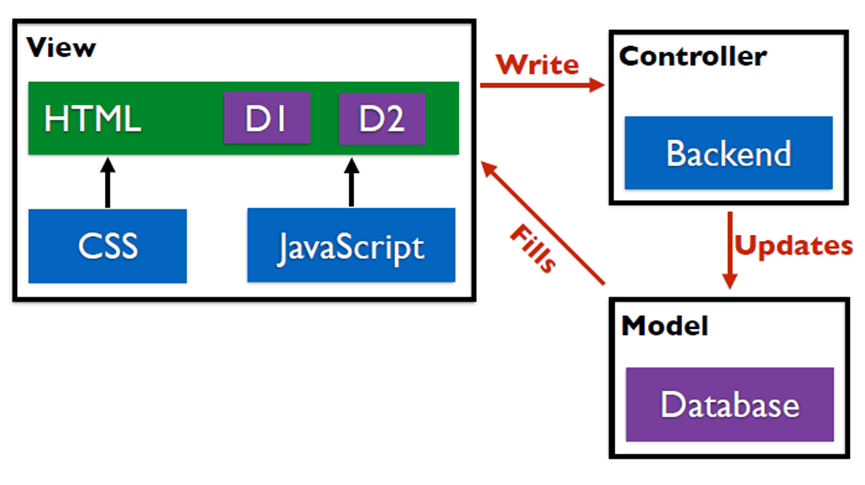 View
HTML
D1
D2
CSS
JavaScript
Write
Controller
Backend
Updates
Fills
Model
Database